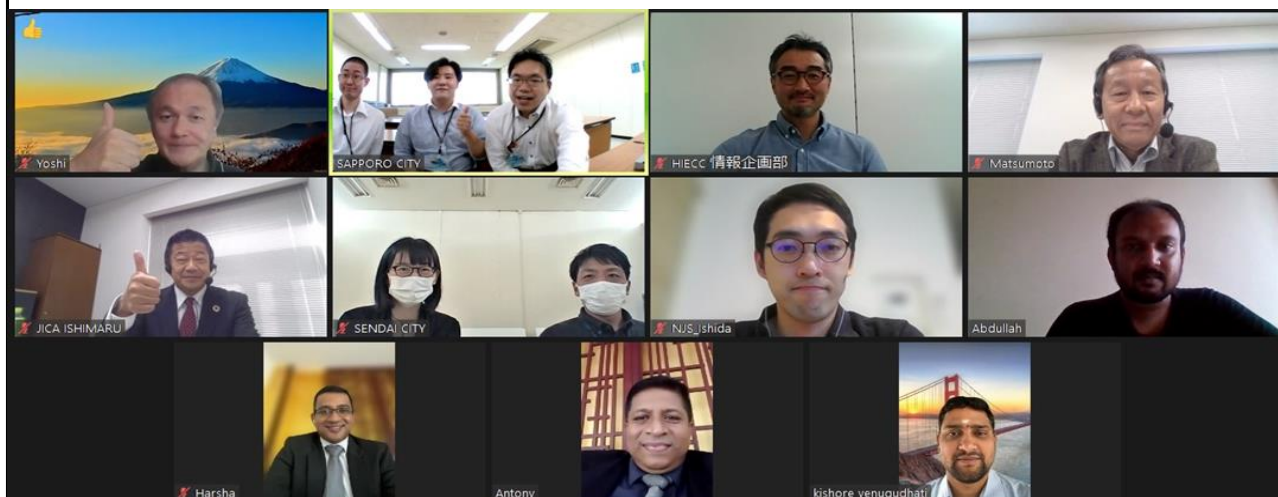 Yoshi
SAPPORO CITY
HIECC 情報企画部
Matsumoto
JICA ISHIMARU
SENDAI CITY
NJS_Ishida
Abdullah
Harsha
Antony
kishore venugudhati